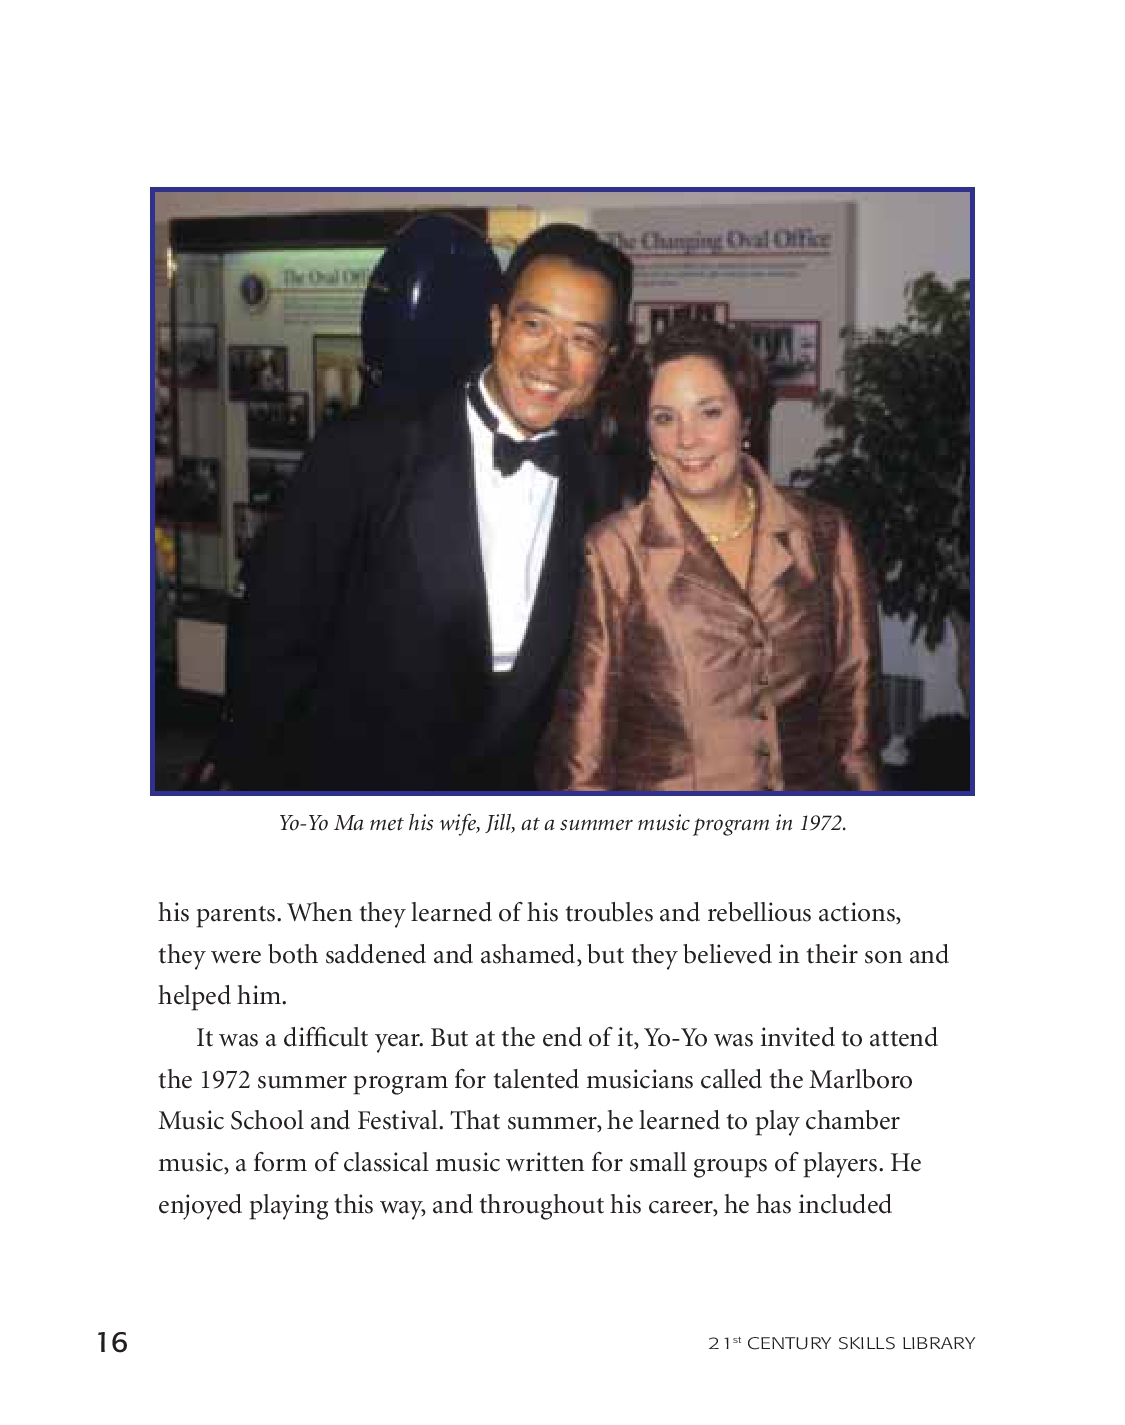 The Oval Offi
The Changing Oval Office
Yo-Yo Ma met his wife, Jill, at a summer music program in 1972.
his parents. When they learned of his troubles and rebellious actions,
they were both saddened and ashamed, but they believed in their son and
helped him.
It was a difficult year. But at the end of it, Yo-Yo was invited to attend
the 1972 summer program for talented musicians called the Marlboro
Music School and Festival. That summer, he learned to play chamber
music, a form of classical music written for small groups of players. He
enjoyed playing this way, and throughout his career, he has included
16
21st CENTURY SKILLS LIBRARY